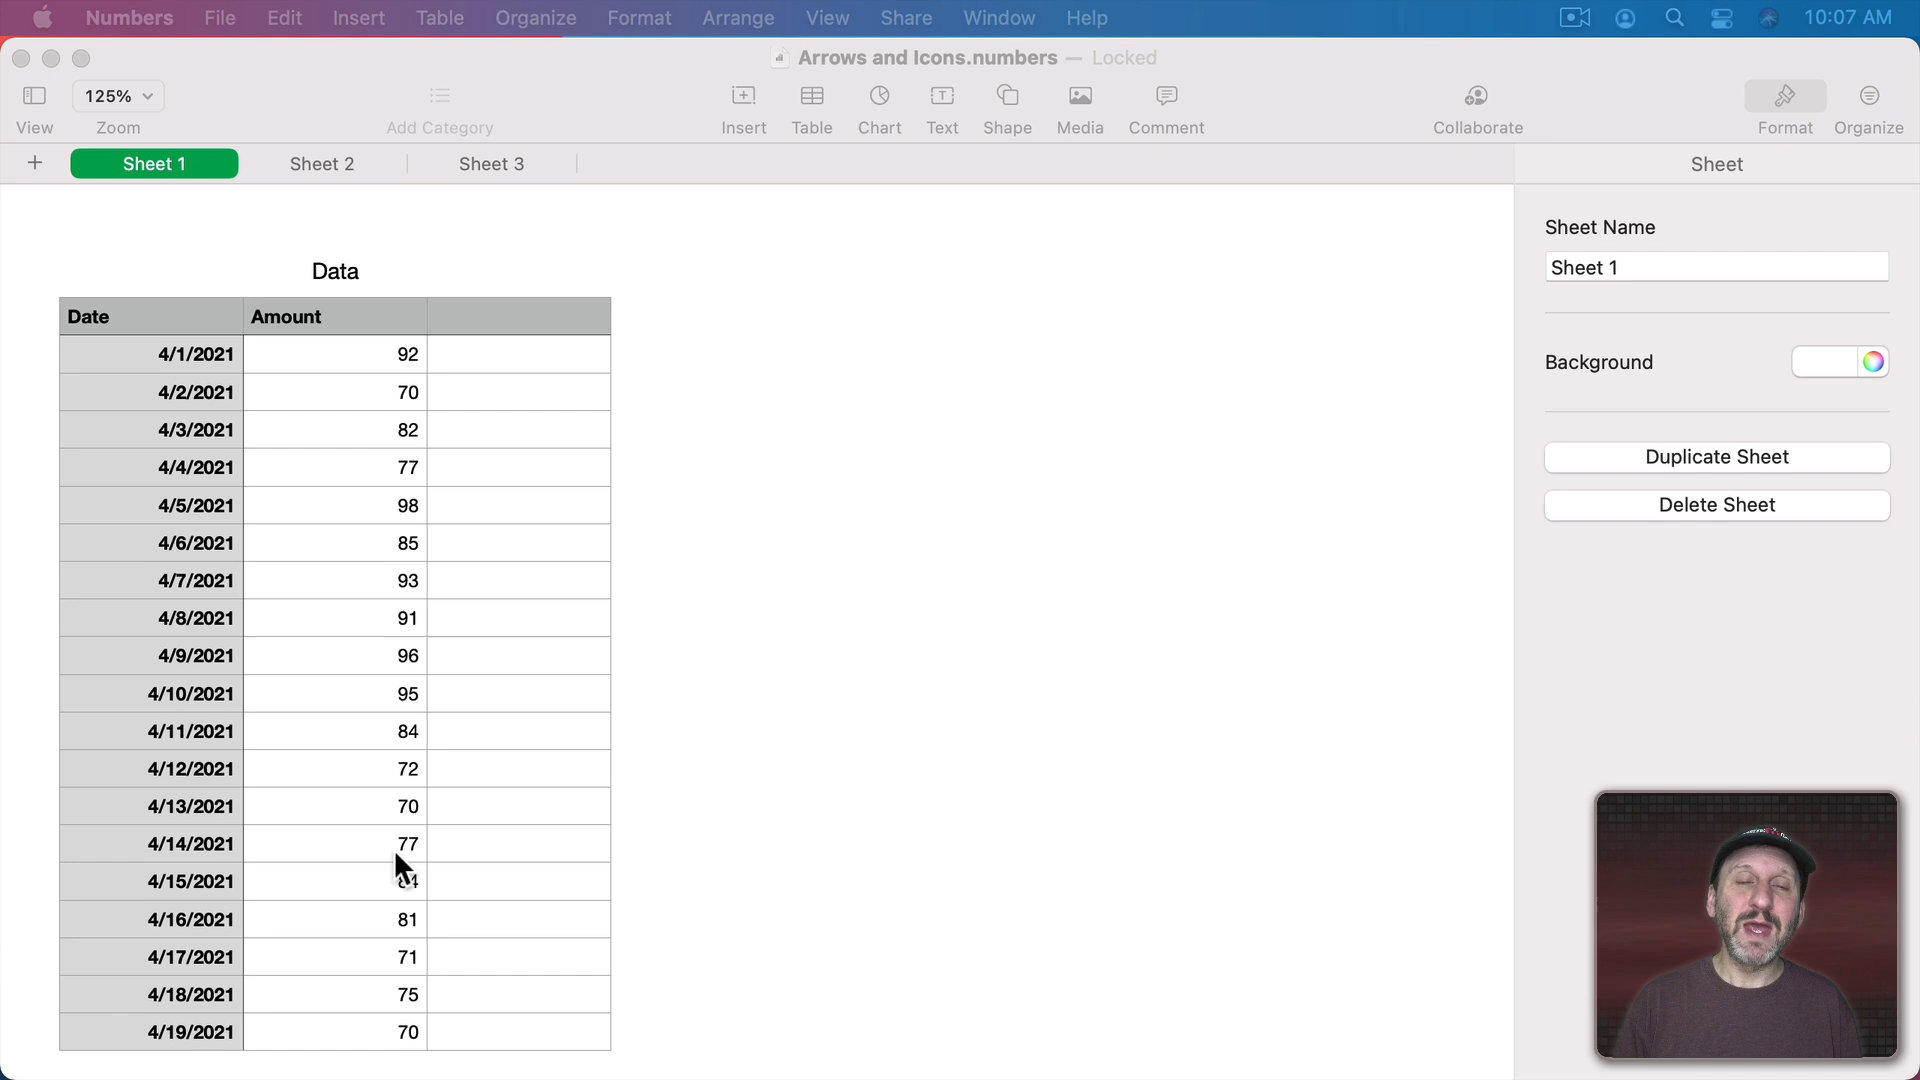 Numbers File Edit Insert Table Organize Format Arrange View Share Window Help 10:07 AM
Arrows and Icons.numbers — Locked
125%
View Zoom Add Category Insert Table Chart Text Shape Media Comment Collaborate Format Organize
+ Sheet 1 Sheet 2 Sheet 3 Sheet
Sheet Name
Sheet 1
Background
Duplicate Sheet
Delete Sheet
Data
Date Amount
4/1/2021 92
4/2/2021 70
4/3/2021 82
4/4/2021 77
4/5/2021 98
4/6/2021 85
4/7/2021 93
4/8/2021 91
4/9/2021 96
4/10/2021 95
4/11/2021 84
4/12/2021 72
4/13/2021 70
4/14/2021 77
4/15/2021
4/16/2021 81
4/17/2021 71
4/18/2021 75
4/19/2021 70